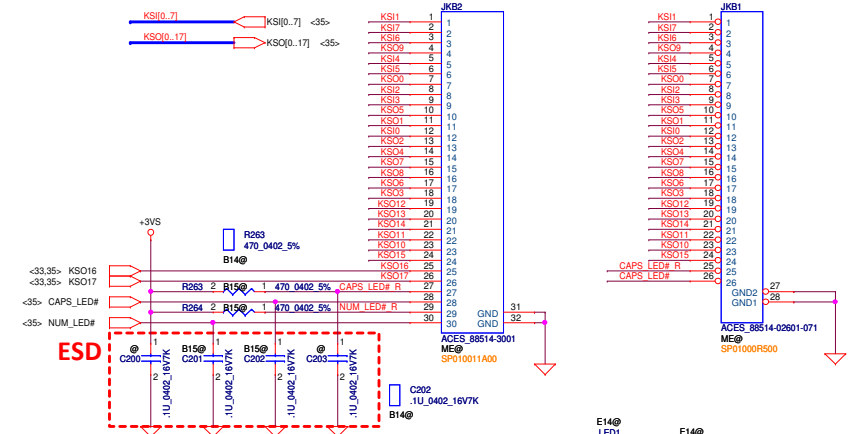 KSI[0..7]
KSI[0..7] <35>
KSO[0..17]
KSO[0..17] <35>
JKB2
KSI1 1 1
KSI7 2 2
KSI6 3 3
KSO9 4 4
KSI4 5 5
KSI5 6 6
KSO0 7 7
KSI2 8 8
KSI3 9 9
KSO5 10 10
KSO1 11 11
KSI0 12 12
KSO2 13 13
KSO4 14 14
KSO7 15 15
KSO8 16 16
KSO6 17 17
KSO3 18 18
KSO12 19 19
KSO13 20 20
KSO14 21 21
KSO11 22 22
KSO10 23 23
KSO15 24 24
KSO16 25 25
KSO17 26 26
CAPS_LED#_R 27 27
28 28
NUM_LED#_R 29 29
30 30
GND 31
GND 32
ACES_88514-3001
ME@
SP010011A00
JKB1
KSI1 1 1
KSI7 2 2
KSI6 3 3
KSO9 4 4
KSI4 5 5
KSI5 6 6
KSO0 7 7
KSI2 8 8
KSI3 9 9
KSO5 10 10
KSO1 11 11
KSI0 12 12
KSO2 13 13
KSO4 14 14
KSO7 15 15
KSO8 16 16
KSO6 17 17
KSO3 18 18
KSO12 19 19
KSO13 20 20
KSO14 21 21
KSO11 22 22
KSO10 23 23
KSO15 24 24
CAPS_LED#_R 25 25
CAPS_LED# 26 26
GND2 27
GND1 28
ACES_88514-02601-071
ME@
SP01000R500
+3VS
R263
470_0402_5%
B14@
<33,35> KSO16
<33,35> KSO17
R263 2 B15@ 1 470_0402_5%
<35> CAPS_LED#
R264 2 B15@ 1 470_0402_5%
<35> NUM_LED#
ESD
@ C200 1 2 .1U_0402_16V7K
B15@ C201 1 2 .1U_0402_16V7K
B15@ C202 1 2 .1U_0402_16V7K
@ C203 1 2 .1U_0402_16V7K
C202
.1U_0402_16V7K
B14@
E14@
LED1
E14@